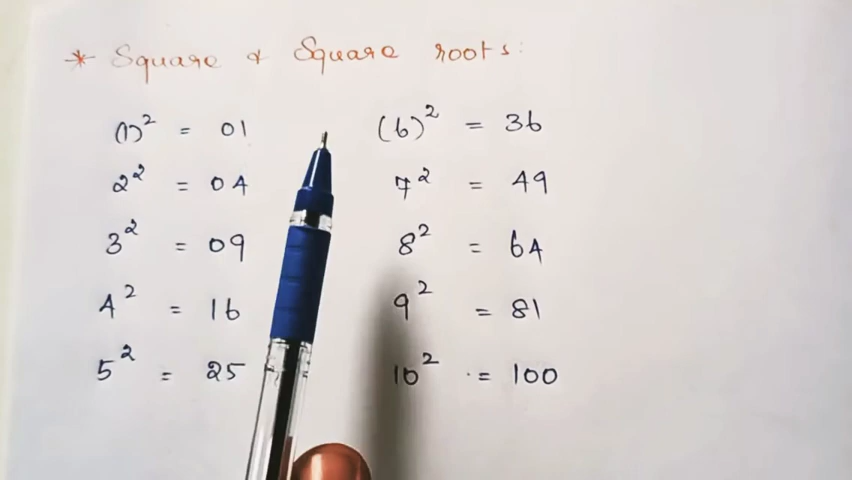 * Square & Square roots:
(1)² = 01
2² = 04
3² = 09
4² = 16
5² = 25
(6)² = 36
7² = 49
8² = 64
9² = 81
10² = 100